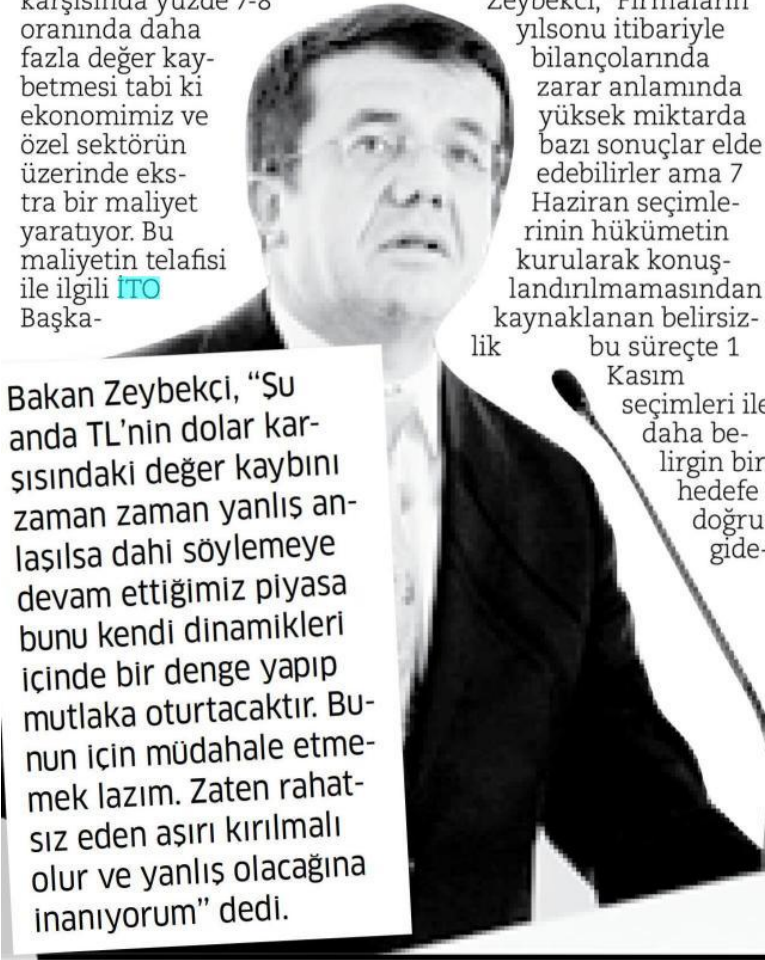 karşısında yüzde 7-8
oranında daha
fazla değer kay-
betmesi tabi ki
ekonomimiz ve
özel sektörün
üzerinde eks-
tra bir maliyet
yaratıyor. Bu
maliyetin telafisi
ile ilgili İTO
Başka-
Zeybekci, "Firmaların
yılsonu itibariyle
bilançolarında
zarar anlamında
yüksek miktarda
bazı sonuçlar elde
edebilirler ama 7
Haziran seçimle-
rinin hükümetin
kurularak konuş-
landırılmamasından
kaynaklanan belirsiz-
lik bu süreçte 1
Kasım
seçimleri ile
daha be-
lirgin bir
hedefe
doğru
gide-
Bakan Zeybekçi, “Şu
anda TL’nin dolar kar-
şısındaki değer kaybını
zaman zaman yanlış an-
laşılsa dahi söylemeye
devam ettiğimiz piyasa
bunu kendi dinamikleri
içinde bir denge yapıp
mutlaka oturtacaktır. Bu-
nun için müdahale etme-
mek lazım. Zaten rahat-
sız eden aşırı kırılmalı
olur ve yanlış olacağına
inanıyorum” dedi.